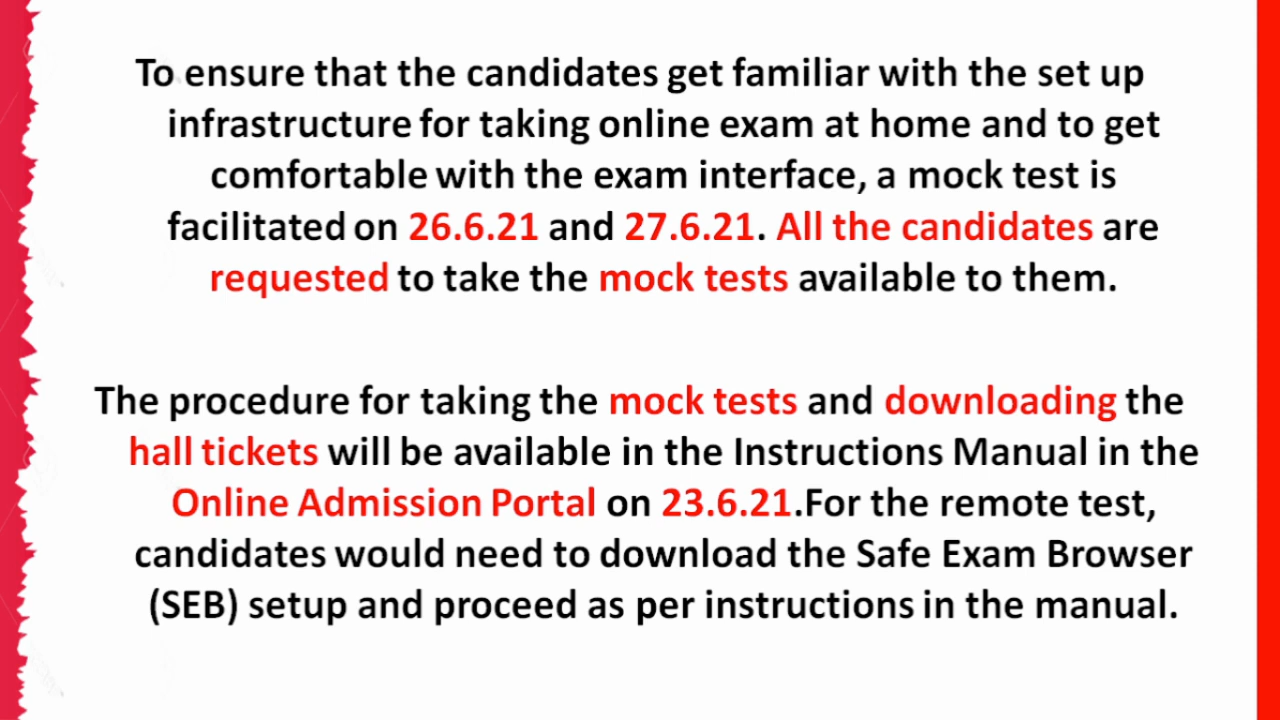 To ensure that the candidates get familiar with the set up
infrastructure for taking online exam at home and to get
comfortable with the exam interface, a mock test is
facilitated on 26.6.21 and 27.6.21. All the candidates are
requested to take the mock tests available to them.
The procedure for taking the mock tests and downloading the
hall tickets will be available in the Instructions Manual in the
Online Admission Portal on 23.6.21.For the remote test,
candidates would need to download the Safe Exam Browser
(SEB) setup and proceed as per instructions in the manual.